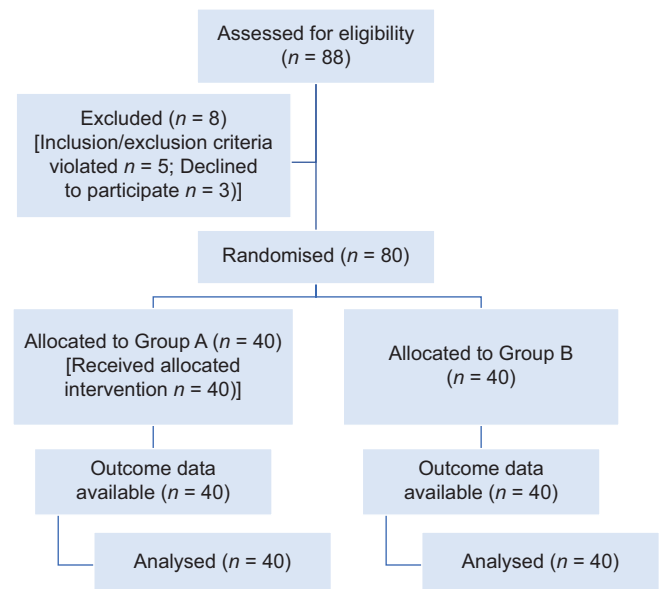 Assessed for eligibility
(n = 88)
Excluded (n = 8)
[Inclusion/exclusion criteria
violated n = 5; Declined
to participate n = 3)]
Randomised (n = 80)
Allocated to Group A (n = 40)
[Received allocated
intervention n = 40)]
Allocated to Group B
(n = 40)
Outcome data
available (n = 40)
Outcome data
available (n = 40)
Analysed (n = 40)
Analysed (n = 40)